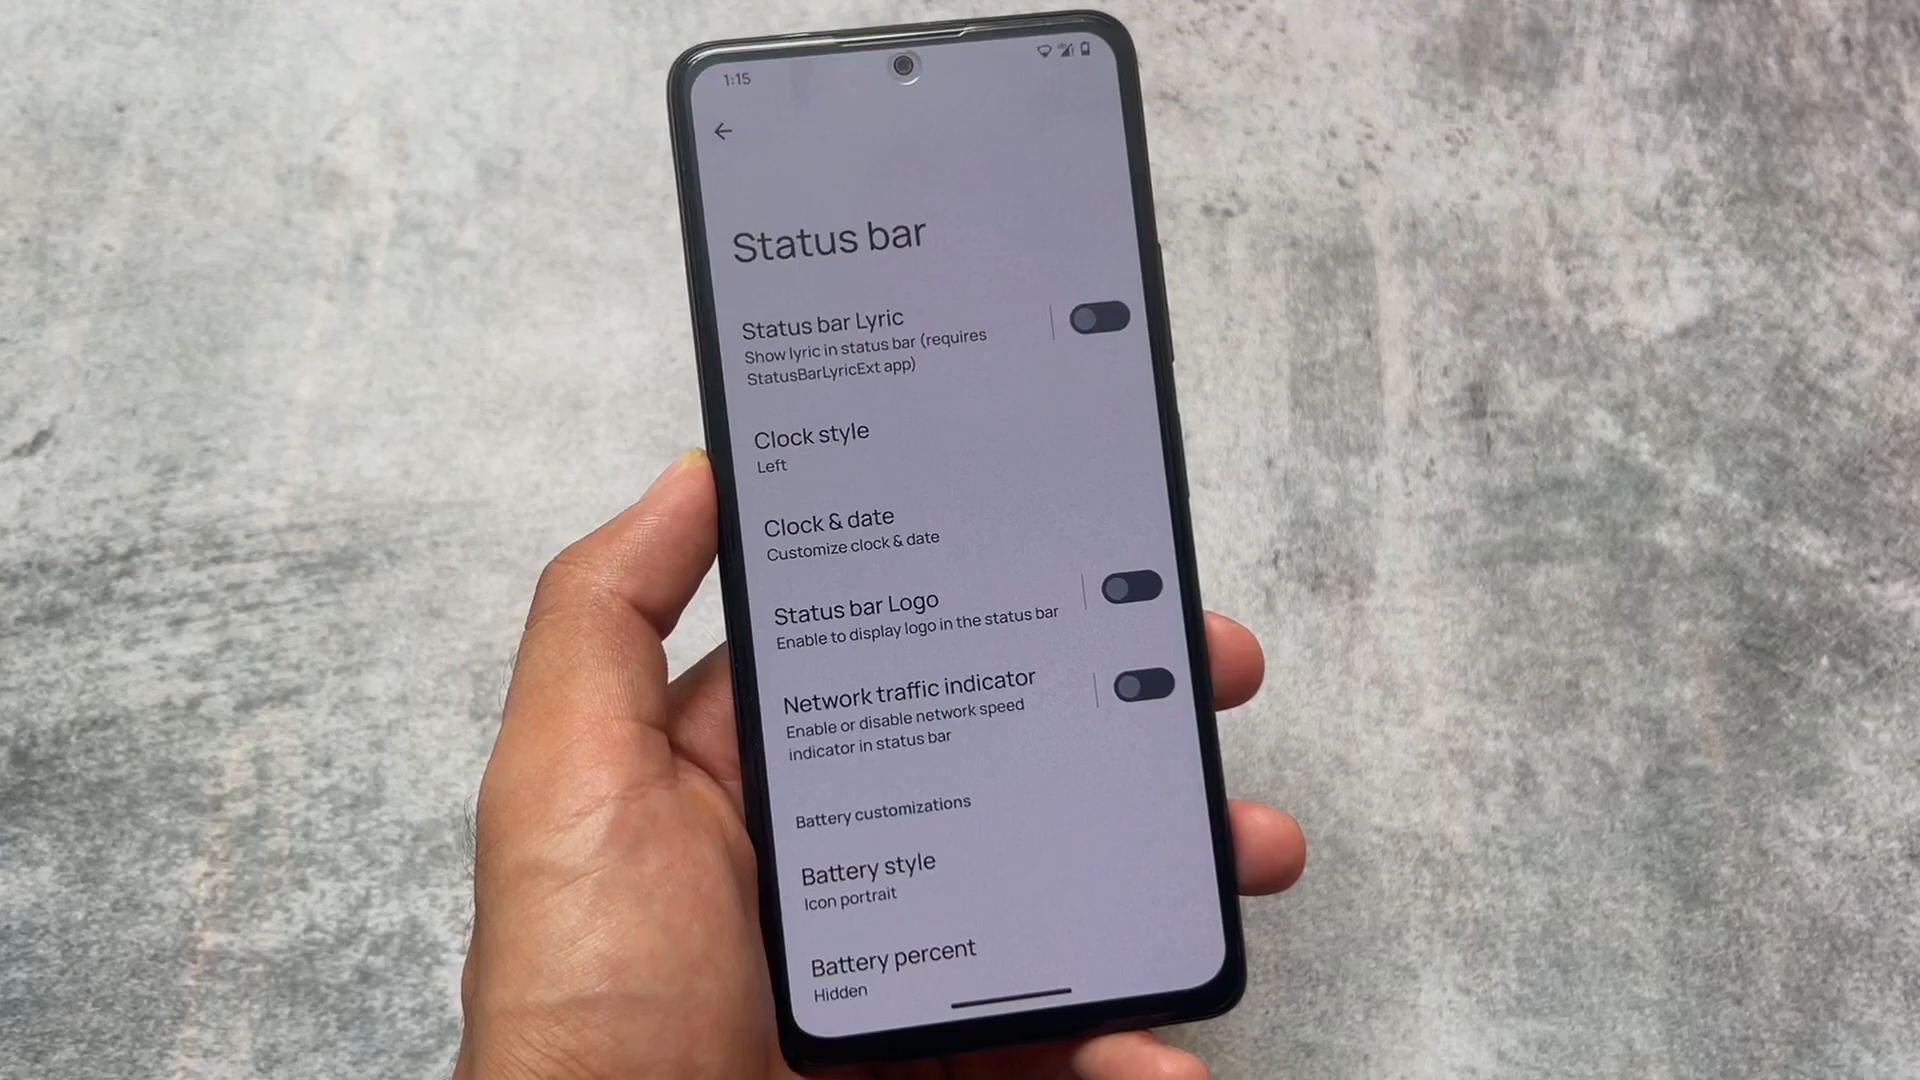 1:15
Status bar
Status bar Lyric
Show lyric in status bar (requires
StatusBarLyricExt app)
Clock style
Left
Clock & date
Customize clock & date
Status bar Logo
Enable to display logo in the status bar
Network traffic indicator
Enable or disable network speed
indicator in status bar
Battery customizations
Battery style
Icon portrait
Battery percent
Hidden